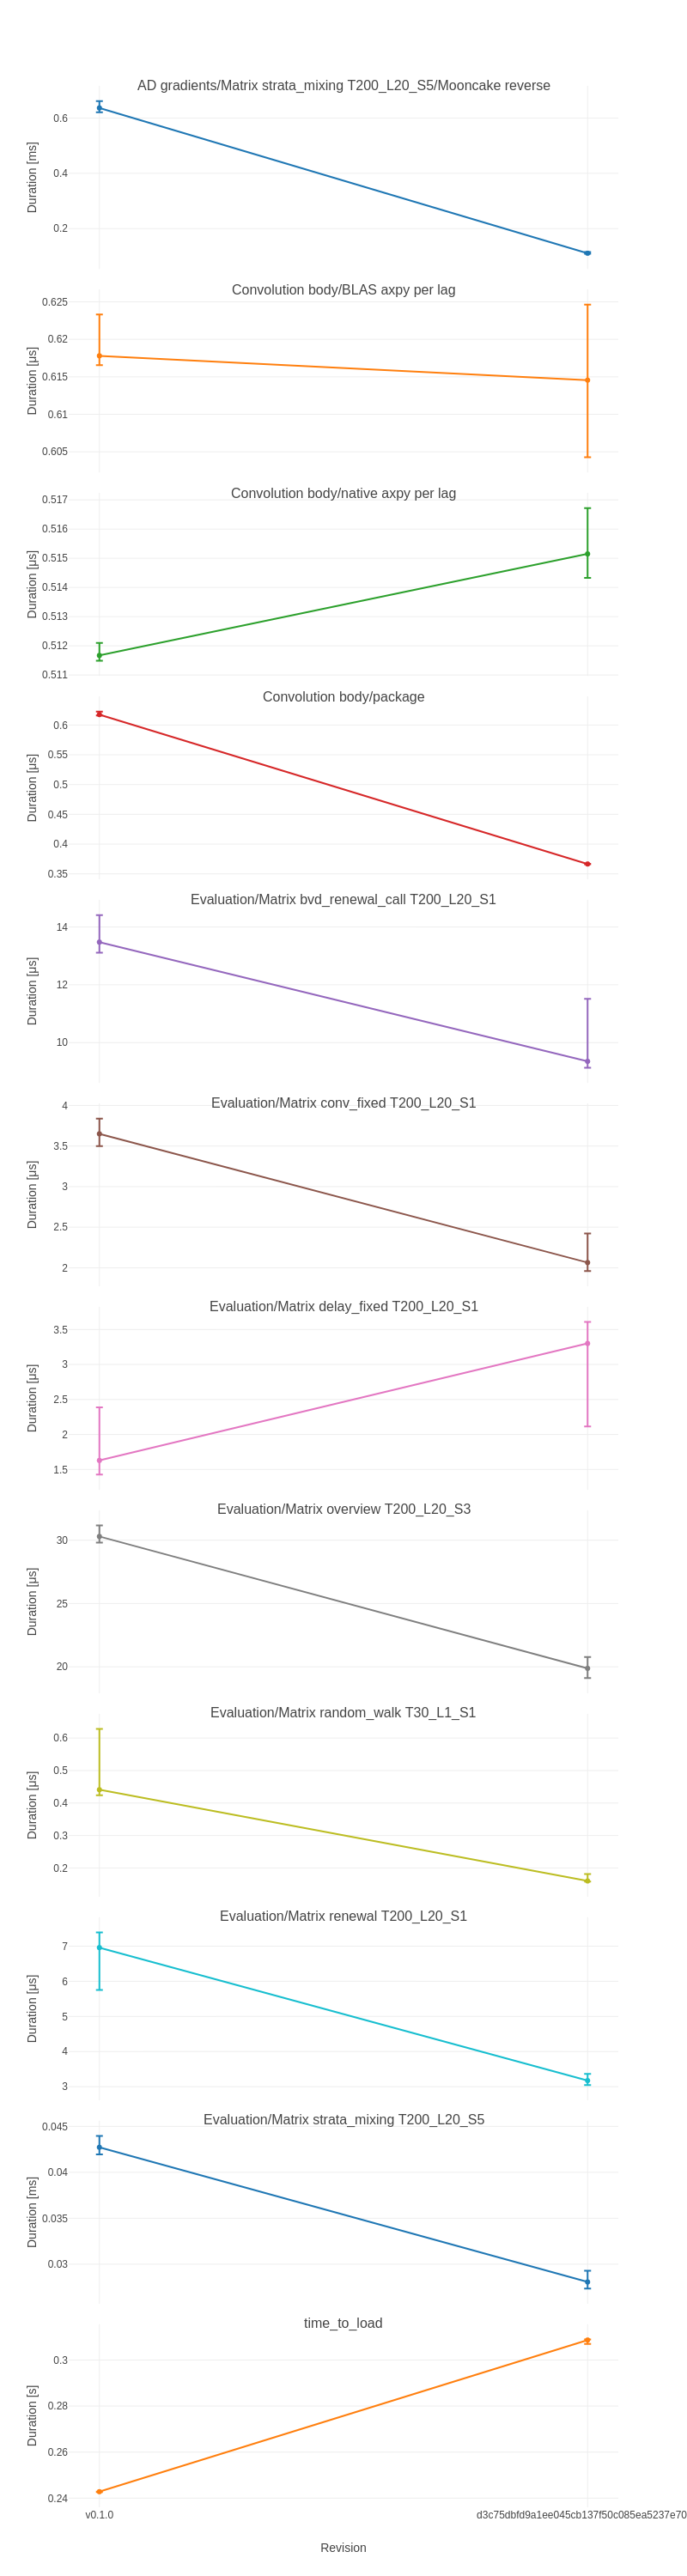 AD gradients/Matrix strata_mixing T200_L20_S5/Mooncake reverse
Duration [ms]
0.6
0.4
0.2
Convolution body/BLAS axpy per lag
Duration [μs]
0.625
0.62
0.615
0.61
0.605
Convolution body/native axpy per lag
Duration [μs]
0.517
0.516
0.515
0.514
0.513
0.512
0.511
Convolution body/package
Duration [μs]
0.6
0.55
0.5
0.45
0.4
0.35
Evaluation/Matrix bvd_renewal_call T200_L20_S1
Duration [μs]
14
12
10
Evaluation/Matrix conv_fixed T200_L20_S1
Duration [μs]
4
3.5
3
2.5
2
Evaluation/Matrix delay_fixed T200_L20_S1
Duration [μs]
3.5
3
2.5
2
1.5
Evaluation/Matrix overview T200_L20_S3
Duration [μs]
30
25
20
Evaluation/Matrix random_walk T30_L1_S1
Duration [μs]
0.6
0.5
0.4
0.3
0.2
Evaluation/Matrix renewal T200_L20_S1
Duration [μs]
7
6
5
4
3
Evaluation/Matrix strata_mixing T200_L20_S5
Duration [ms]
0.045
0.04
0.035
0.03
time_to_load
Duration [s]
0.3
0.28
0.26
0.24
v0.1.0
d3c75dbfd9a1ee045cb137f50c085ea5237e70
Revision